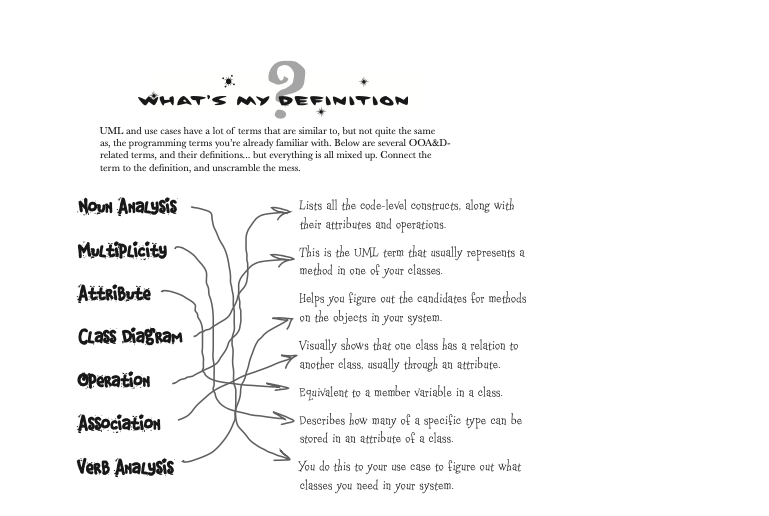 ?
WHAT'S MY DEFINITION
UML and use cases have a lot of terms that are similar to, but not quite the same
as, the programming terms you're already familiar with. Below are several OOA&D-
related terms, and their definitions... but everything is all mixed up. Connect the
term to the definition, and unscramble the mess.
Noun Analysis
Multiplicity
Attribute
Class Diagram
Operation
Association
Verb Analysis
Lists all the code-level constructs, along with
their attributes and operations.
This is the UML term that usually represents a
method in one of your classes.
Helps you figure out the candidates for methods
on the objects in your system.
Visually shows that one class has a relation to
another class, usually through an attribute.
Equivalent to a member variable in a class.
Describes how many of a specific type can be
stored in an attribute of a class.
You do this to your use case to figure out what
classes you need in your system.